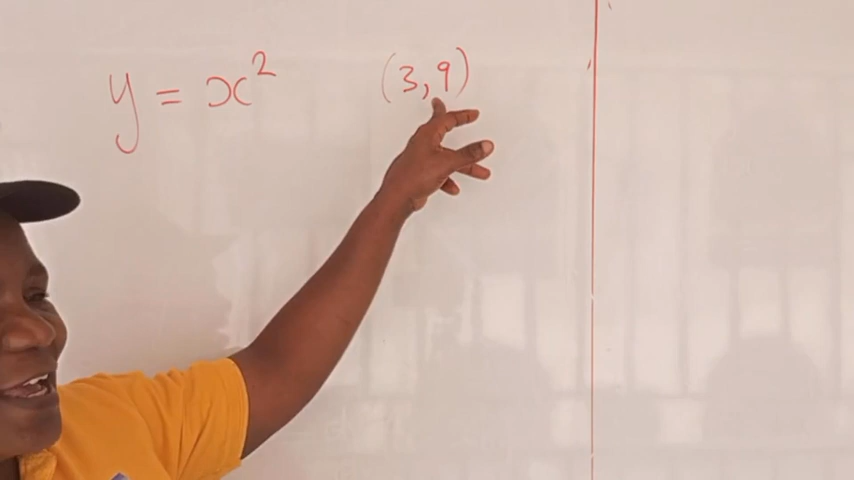 y = x² (3,9)